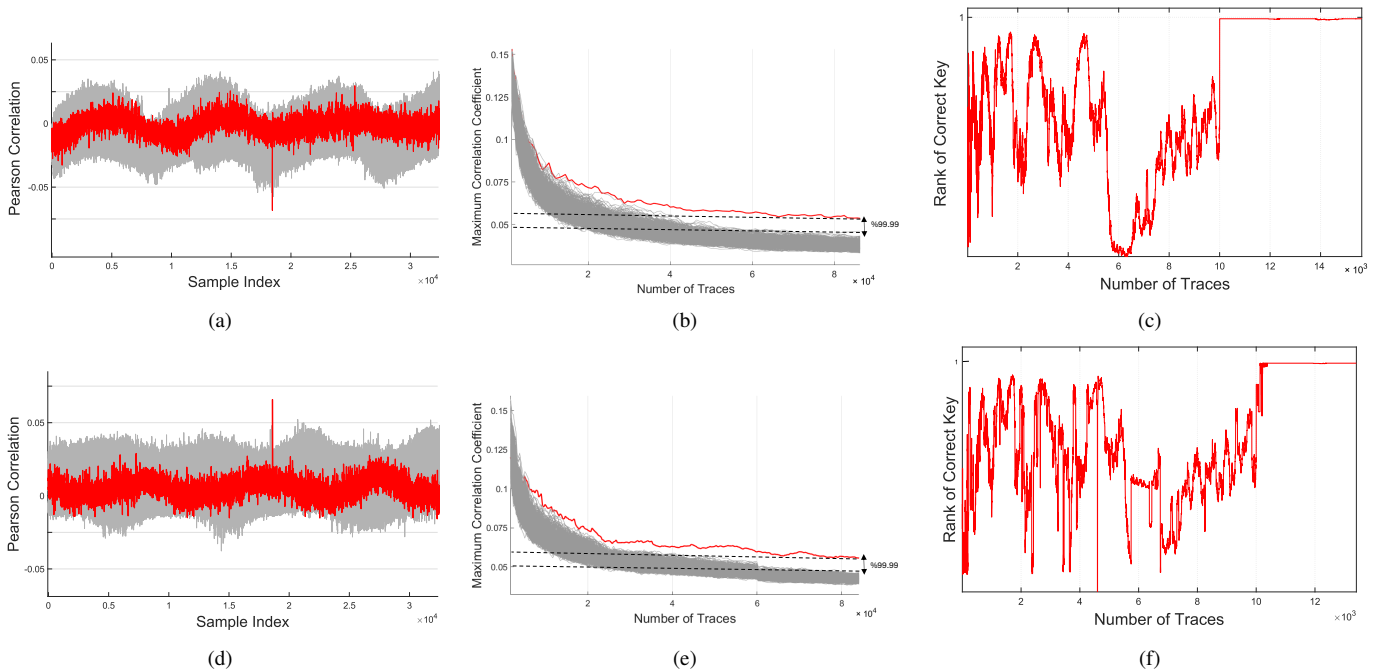 0.05
0
-0.05
Pearson Correlation
0 0.5 1 1.5 2 2.5 3
× 10⁴
Sample Index
(a)
0.15
0.125
0.1
0.075
0.05
Maximum Correlation Coefficient
%99.99
2 4 6 8
× 10⁴
Number of Traces
(b)
1
Rank of Correct Key
2 4 6 8 10 12 14
× 10³
Number of Traces
(c)
0.05
0
-0.05
Pearson Correlation
0 0.5 1 1.5 2 2.5 3
× 10⁴
Sample Index
(d)
0.15
0.125
0.1
0.075
0.05
Maximum Correlation Coefficient
%99.99
2 4 6 8
× 10⁴
Number of Traces
(e)
1
Rank of Correct Key
2 4 6 8 10 12
×10³
Number of Traces
(f)